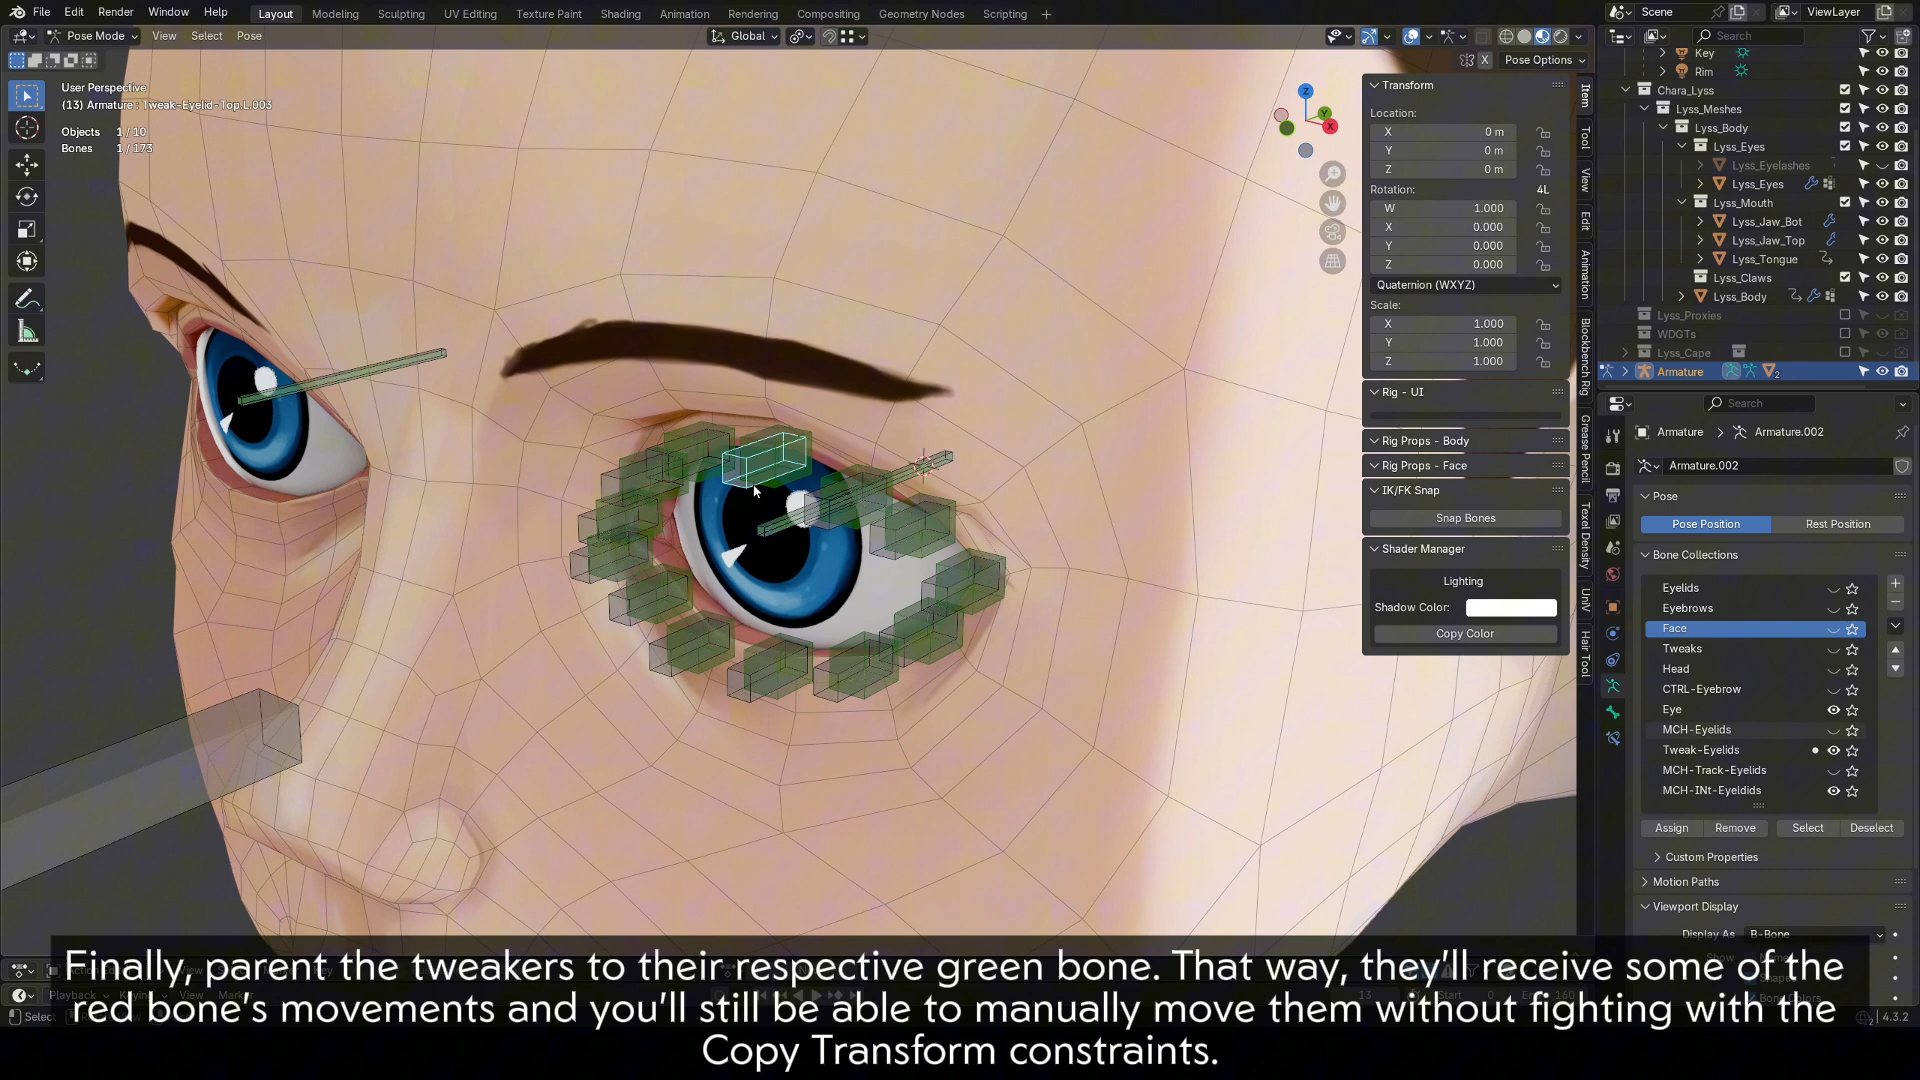 File Edit Render Window Help
Layout Modeling Sculpting UV Editing Texture Paint Shading Animation Rendering Compositing Geometry Nodes Scripting +
Scene
ViewLayer
Pose Mode View Select Pose
Global
Search
X Pose Options
User Perspective
(13) Armature : Tweak-Eyelid-Top.L.003
Objects 1 / 10
Bones 1 / 173
Z
Y
X
Transform
Location:
X 0 m
Y 0 m
Z 0 m
Rotation: 4L
W 1.000
X 0.000
Y 0.000
Z 0.000
Quaternion (WXYZ)
Scale:
X 1.000
Y 1.000
Z 1.000
Rig - UI
Rig Props - Body
Rig Props - Face
IK/FK Snap
Snap Bones
Shader Manager
Lighting
Shadow Color:
Copy Color
Item
Tool
View
Edit
Animation
Blockbench Rig
Grease Pencil
Texel Density
UniV
Hair Tool
Key
Rim
Chara_Lyss
Lyss_Meshes
Lyss_Body
Lyss_Eyes
Lyss_Eyelashes
Lyss_Eyes
Lyss_Mouth
Lyss_Jaw_Bot
Lyss_Jaw_Top
Lyss_Tongue
Lyss_Claws
Lyss_Body
Lyss_Proxies
WDGTs
Lyss_Cape
Armature 2
Search
Armature > Armature.002
Armature.002
Pose
Pose Position Rest Position
Bone Collections
Eyelids
Eyebrows
Face
Tweaks
Head
CTRL-Eyebrow
Eye
MCH-Eyelids
Tweak-Eyelids
MCH-Track-Eyelids
MCH-INt-Eyeldids
Assign Remove Select Deselect
Custom Properties
Motion Paths
Viewport Display
Display As B-Bone
Finally, parent the tweakers to their respective green bone. That way, they'll receive some of the
red bone's movements and you'll still be able to manually move them without fighting with the
Copy Transform constraints.
Playback
View
Marker
13
Start
160
Select
4.3.2